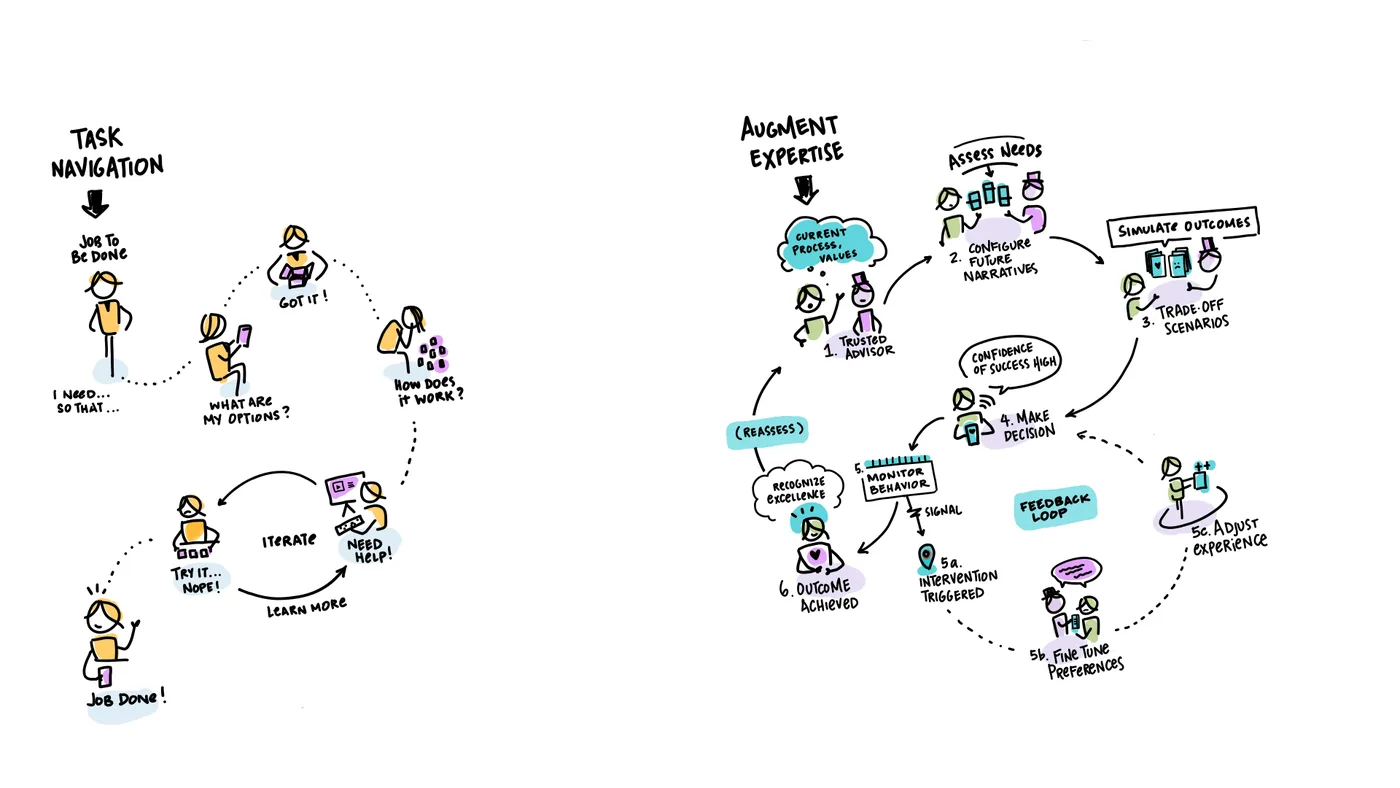 TASK
NAVIGATION
JOB TO
BE DONE
I NEED...
SO THAT...
WHAT ARE
MY OPTIONS?
GOT IT!
HOW DOES
iT WORK?
NEED
HELP!
ITERATE
TRY IT...
NOPE!
LEARN MORE
JOB DONE!
AUGMENT
EXPERTISE
CURRENT
PROCESS,
VALUES
1. TRUSTED
ADVISOR
ASSESS NEEDS
2. CONFIGURE
FUTURE
NARRATIVES
SIMULATE OUTCOMES
3. TRADE-OFF
SCENARIOS
CONFIDENCE
OF SUCCESS HIGH
4. MAKE
DECISION
5. MONITOR
BEHAVIOR
SIGNAL
5a.
INTERVENTION
TRIGGERED
5b. FINE TUNE
PREFERENCES
5c. ADJUST
EXPERIENCE
FEEDBACK
LOOP
RECOGNIZE
EXCELLENCE
6. OUTCOME
ACHIEVED
(REASSESS)